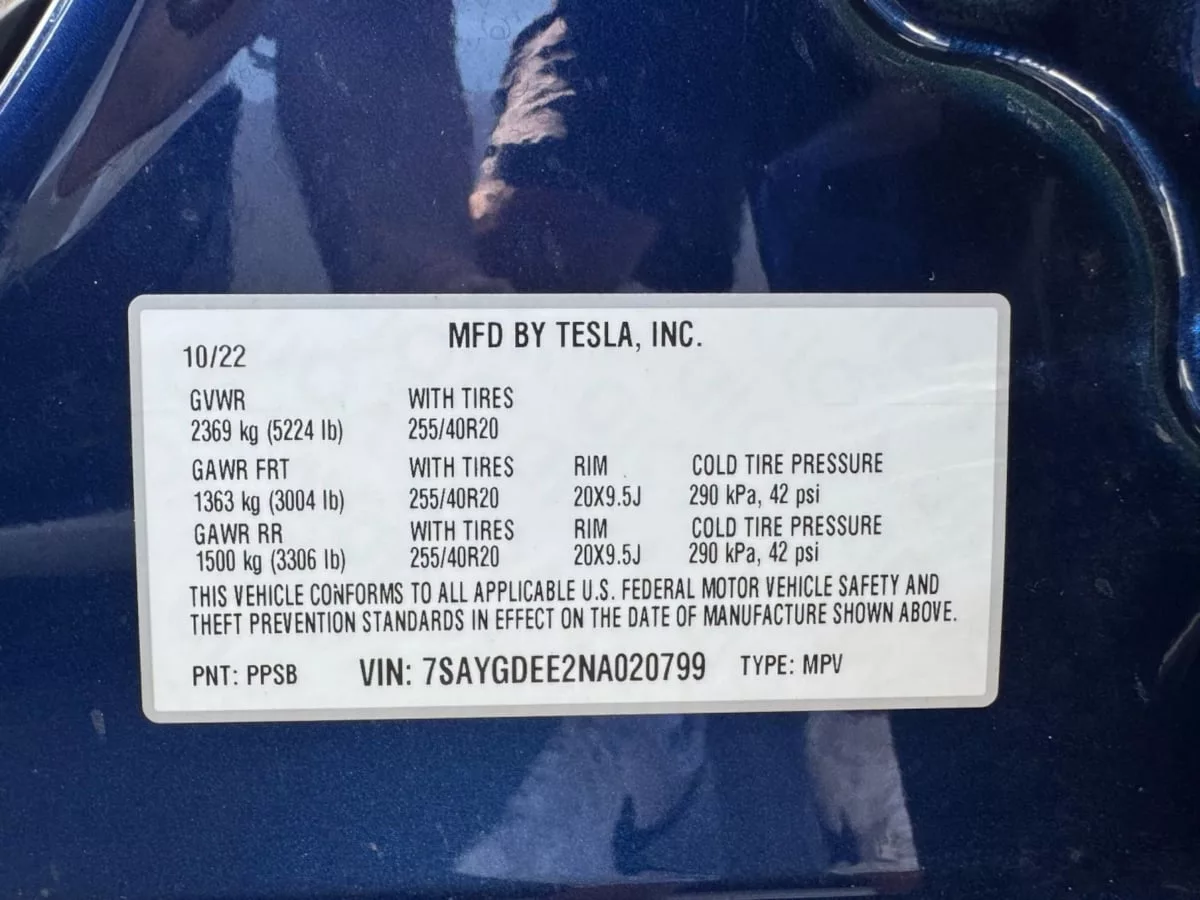 MFD BY TESLA, INC.
10/22
GVWR WITH TIRES
2369 kg (5224 lb) 255/40R20
GAWR FRT WITH TIRES RIM COLD TIRE PRESSURE
1363 kg (3004 lb) 255/40R20 20X9.5J 290 kPa, 42 psi
GAWR RR WITH TIRES RIM COLD TIRE PRESSURE
1500 kg (3306 lb) 255/40R20 20X9.5J 290 kPa, 42 psi
THIS VEHICLE CONFORMS TO ALL APPLICABLE U.S. FEDERAL MOTOR VEHICLE SAFETY AND
THEFT PREVENTION STANDARDS IN EFFECT ON THE DATE OF MANUFACTURE SHOWN ABOVE.
PNT: PPSB VIN: 7SAYGDEE2NA020799 TYPE: MPV